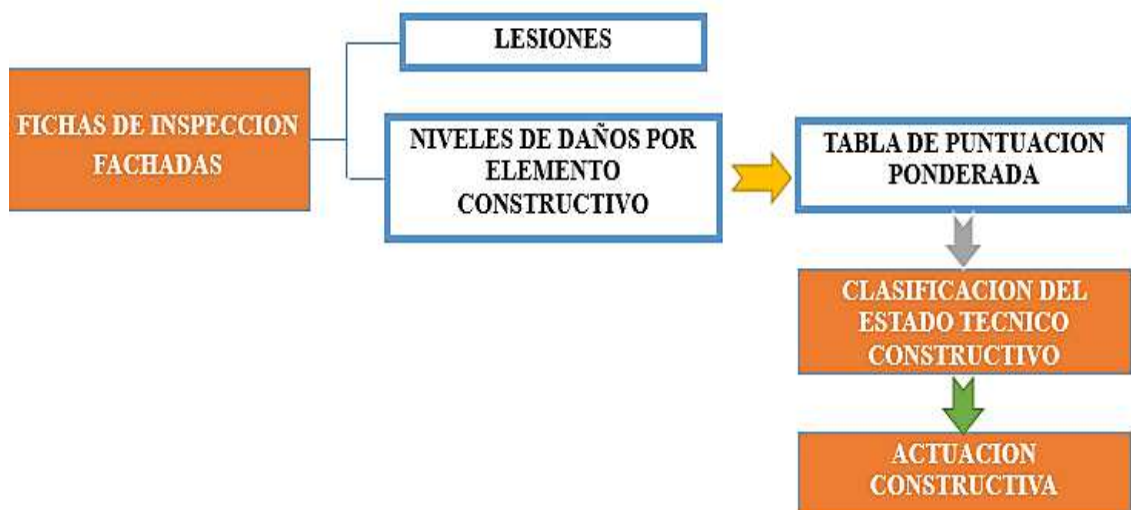 FICHAS DE INSPECCION
FACHADAS
LESIONES
NIVELES DE DAÑOS POR
ELEMENTO
CONSTRUCTIVO
TABLA DE PUNTUACION
PONDERADA
CLASIFICACION DEL
ESTADO TECNICO
CONSTRUCTIVO
ACTUACION
CONSTRUCTIVA